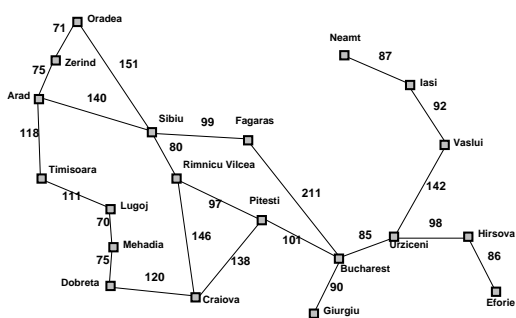 Oradea
71
Neamt
87
Zerind
151
75
Iasi
Arad
140
92
Sibiu
Fagaras
99
118
80
Vaslui
Rimnicu Vilcea
Timisoara
142
211
111
Lugoj
97
Pitesti
70
98
Hirsova
146
85
Mehadia
101
Urziceni
138
86
75
Bucharest
120
90
Dobreta
Craiova
Eforie
Giurgiu